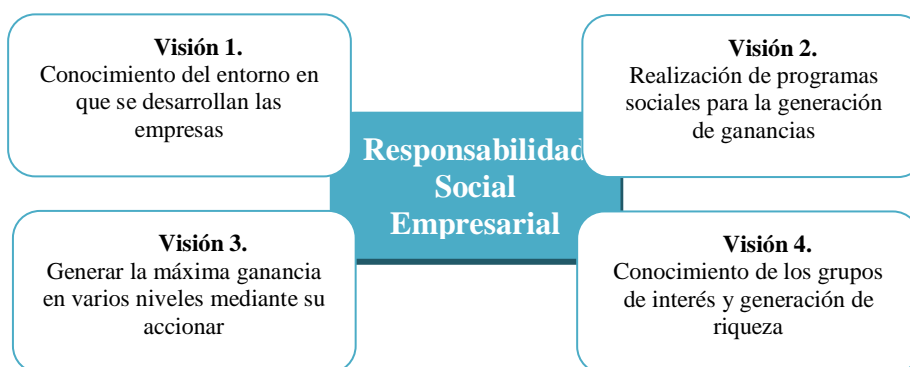 Visión 1.
Conocimiento del entorno en
que se desarrollan las
empresas
Visión 2.
Realización de programas
sociales para la generación
de ganancias
Responsabilidad
Social
Empresarial
Visión 3.
Generar la máxima ganancia
en varios niveles mediante su
accionar
Visión 4.
Conocimiento de los grupos
de interés y generación de
riqueza